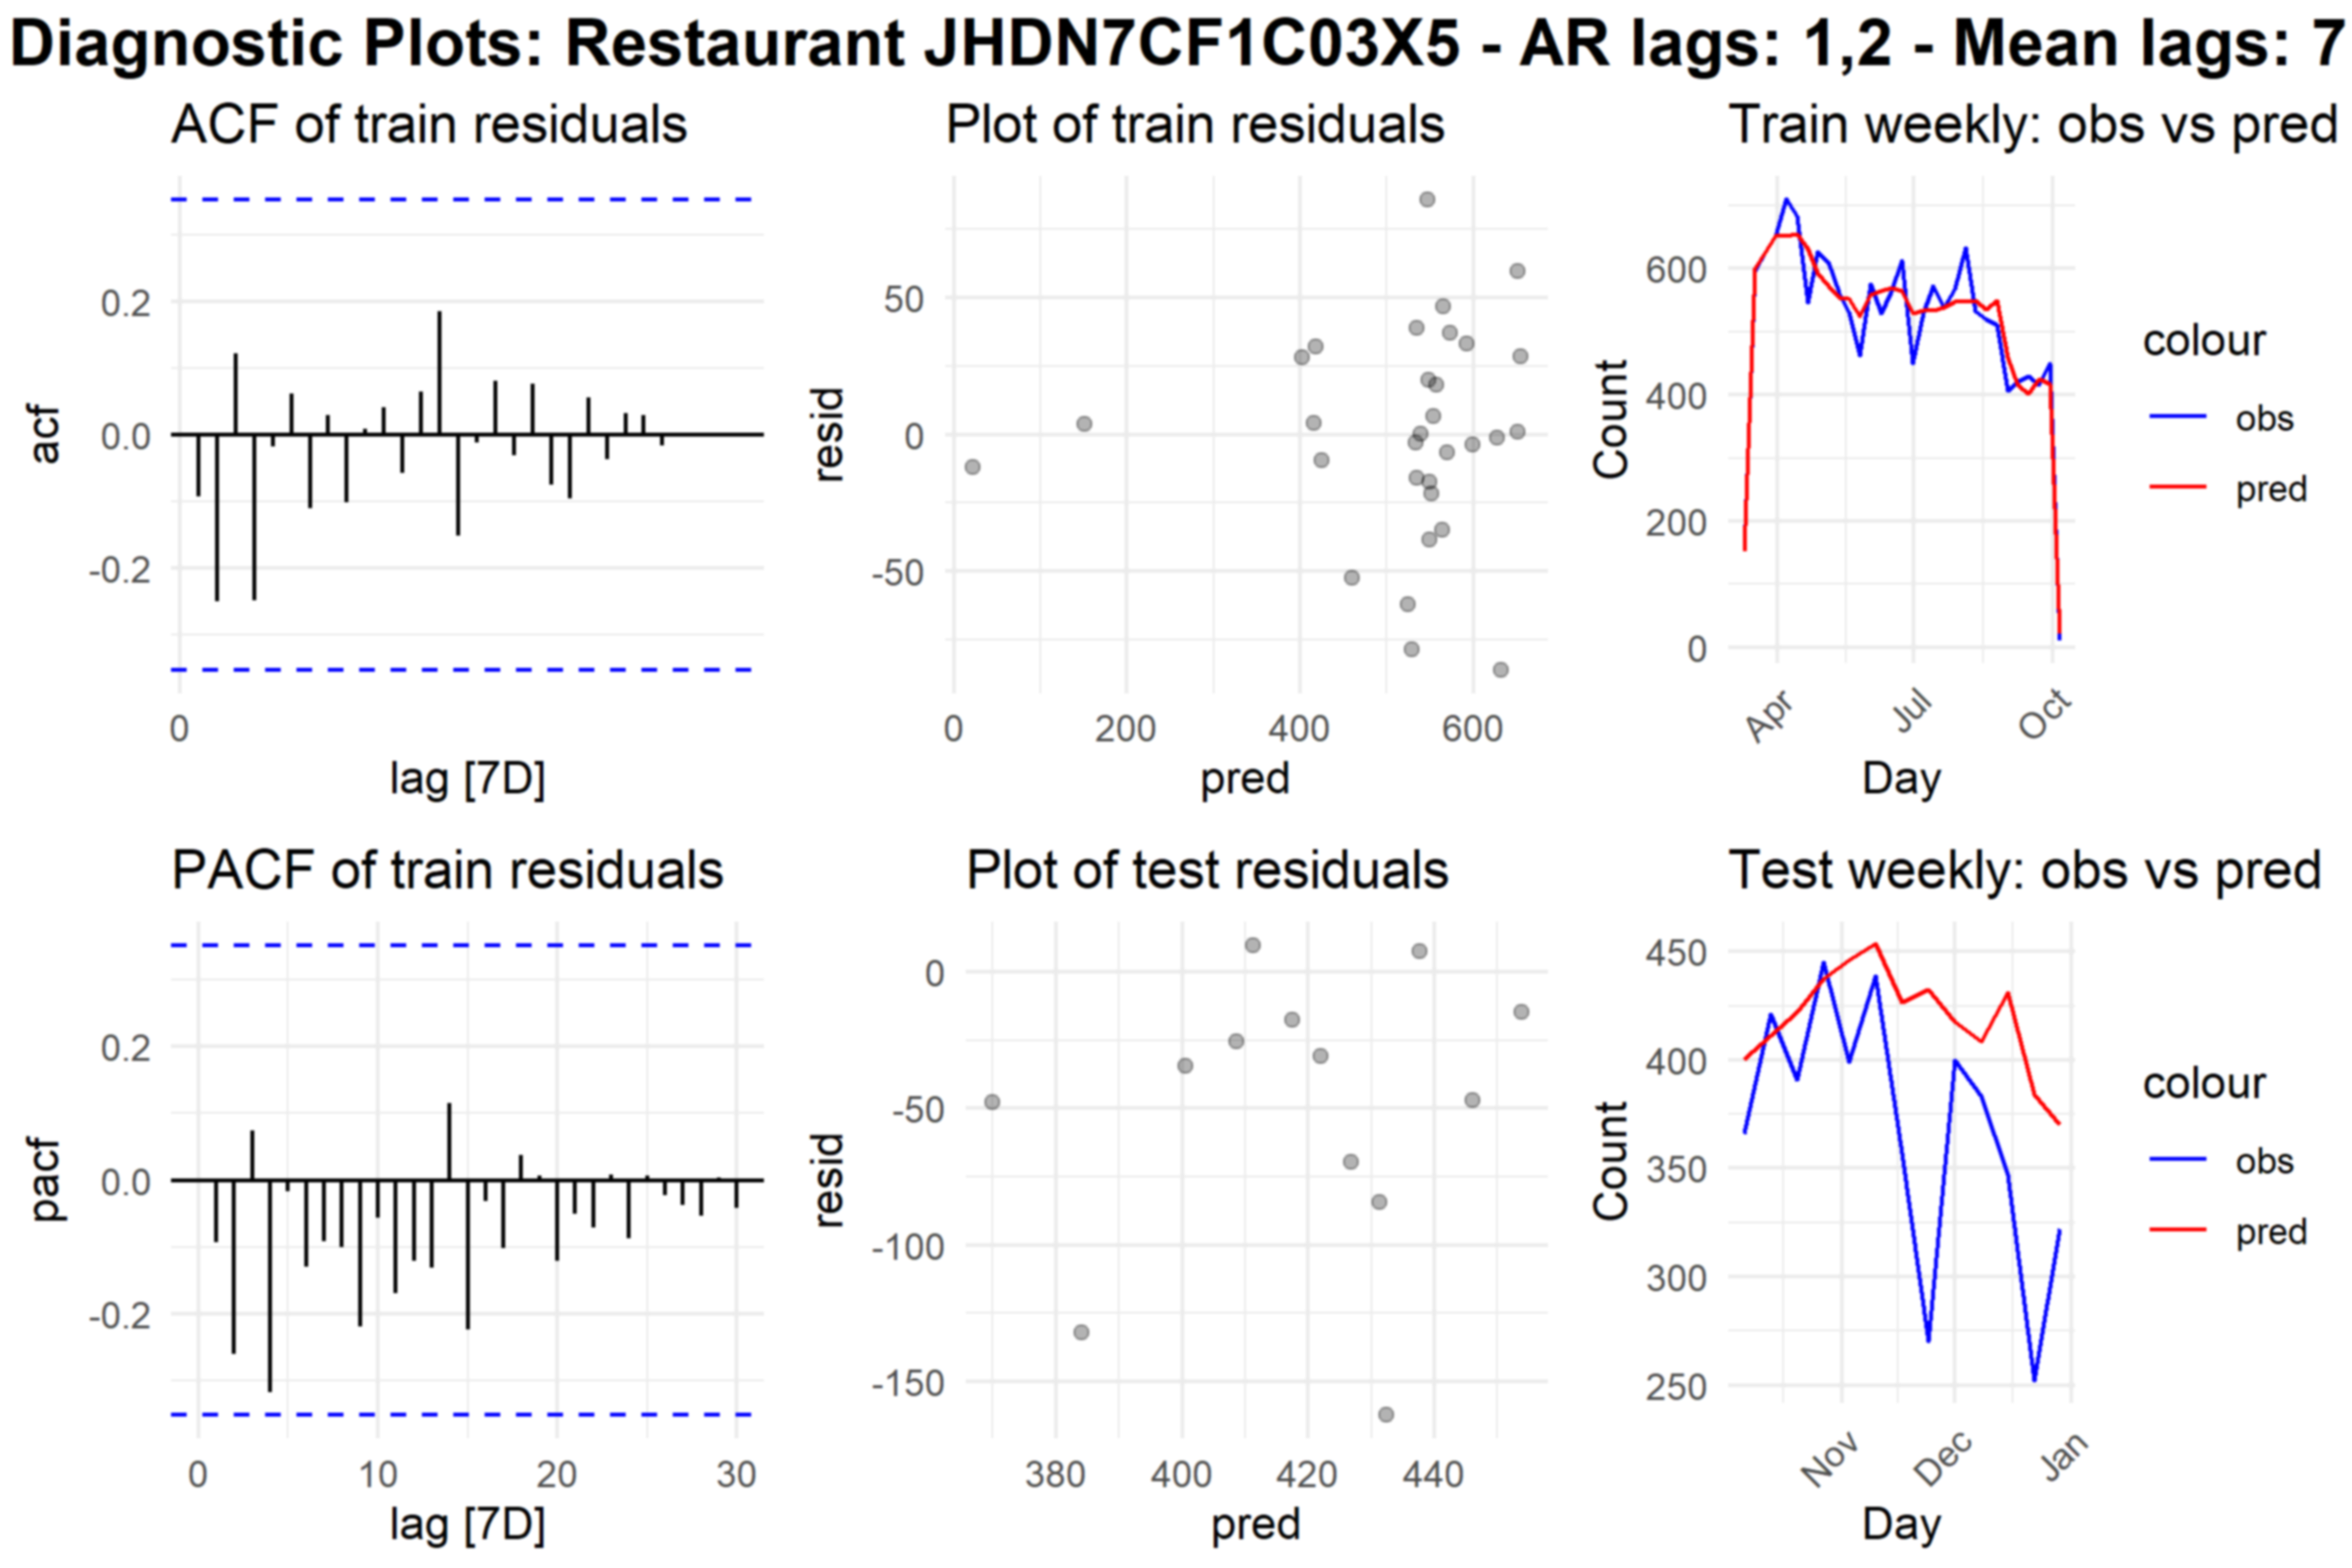 Diagnostic Plots: Restaurant JHDN7CF1C03X5 - AR lags: 1,2 - Mean lags: 7
ACF of train residuals
acf
0.2
0.0
-0.2
0
lag [7D]
Plot of train residuals
resid
50
0
-50
0 200 400 600
pred
Train weekly: obs vs pred
Count
600
400
200
0
Apr Jul Oct
Day
colour
obs
pred
PACF of train residuals
pacf
0.2
0.0
-0.2
0 10 20 30
lag [7D]
Plot of test residuals
resid
0
-50
-100
-150
380 400 420 440
pred
Test weekly: obs vs pred
Count
450
400
350
300
250
Nov Dec Jan
Day
colour
obs
pred